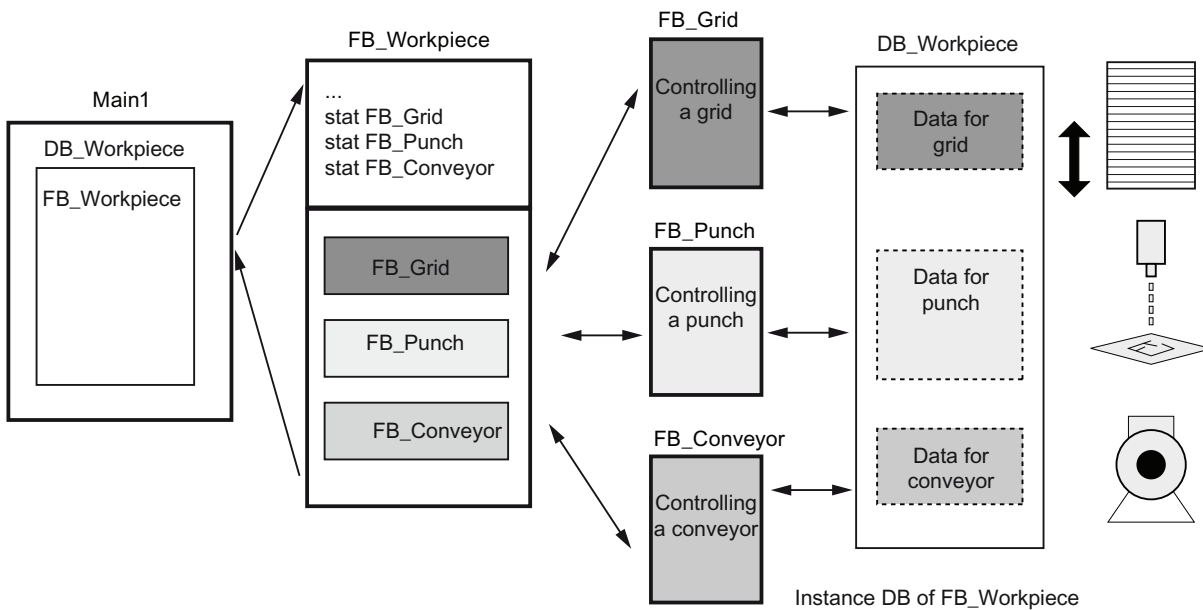 Main1
DB_Workpiece
FB_Workpiece
FB_Workpiece
...
stat FB_Grid
stat FB_Punch
stat FB_Conveyor
FB_Grid
FB_Punch
FB_Conveyor
FB_Grid
Controlling
a grid
FB_Punch
Controlling
a punch
FB_Conveyor
Controlling
a conveyor
DB_Workpiece
Data for
grid
Data for
punch
Data for
conveyor
Instance DB of FB_Workpiece